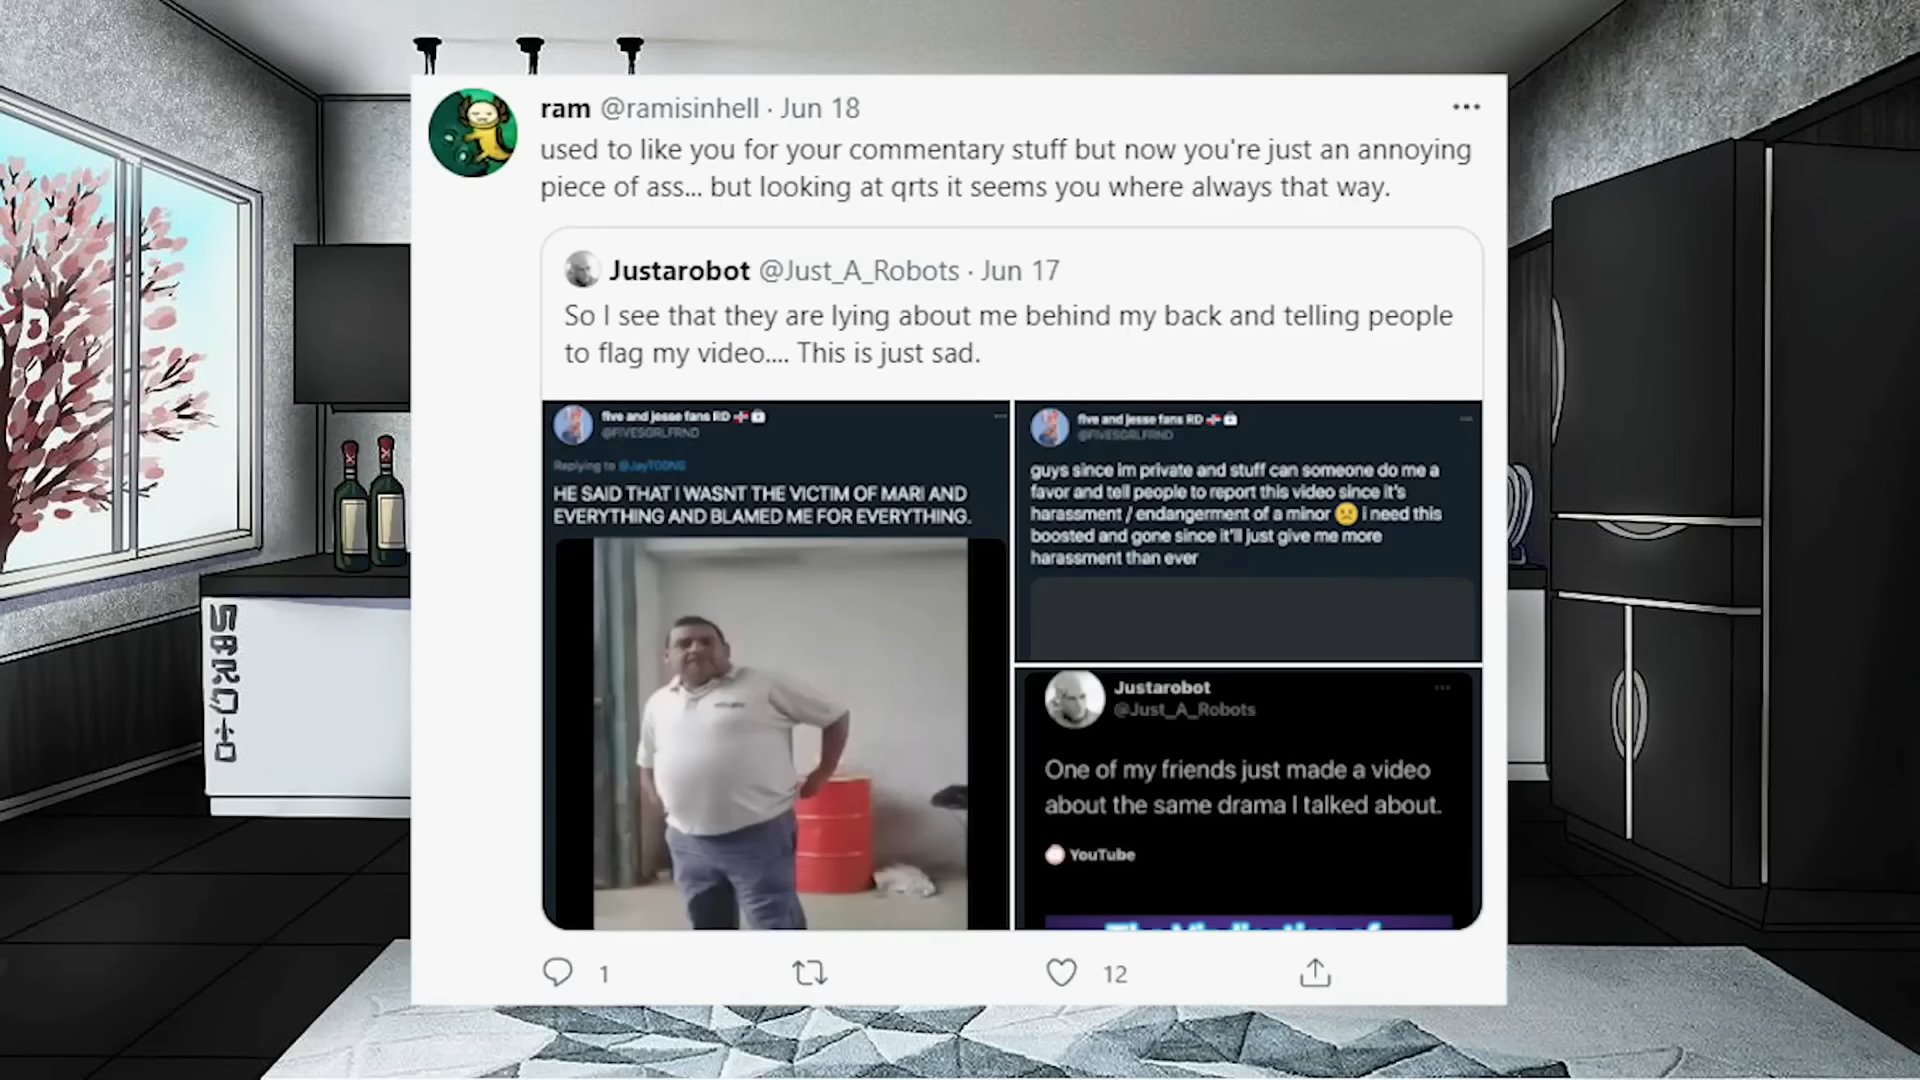 ram @ramisinhell · Jun 18
used to like you for your commentary stuff but now you're just an annoying
piece of ass... but looking at qrts it seems you where always that way.
Justarobot @Just_A_Robots · Jun 17
So I see that they are lying about me behind my back and telling people
to flag my video.... This is just sad.
five and jesse fans RD
@FIVESGRLFRND
Replying to @JayTOONS
HE SAID THAT I WASNT THE VICTIM OF MARI AND
EVERYTHING AND BLAMED ME FOR EVERYTHING.
five and jesse fans RD
@FIVESGRLFRND
guys since im private and stuff can someone do me a
favor and tell people to report this video since it's
harassment / endangerment of a minor ☹️ i need this
boosted and gone since it'll just give me more
harassment than ever
Justarobot
@Just_A_Robots
One of my friends just made a video
about the same drama I talked about.
YouTube
1
12